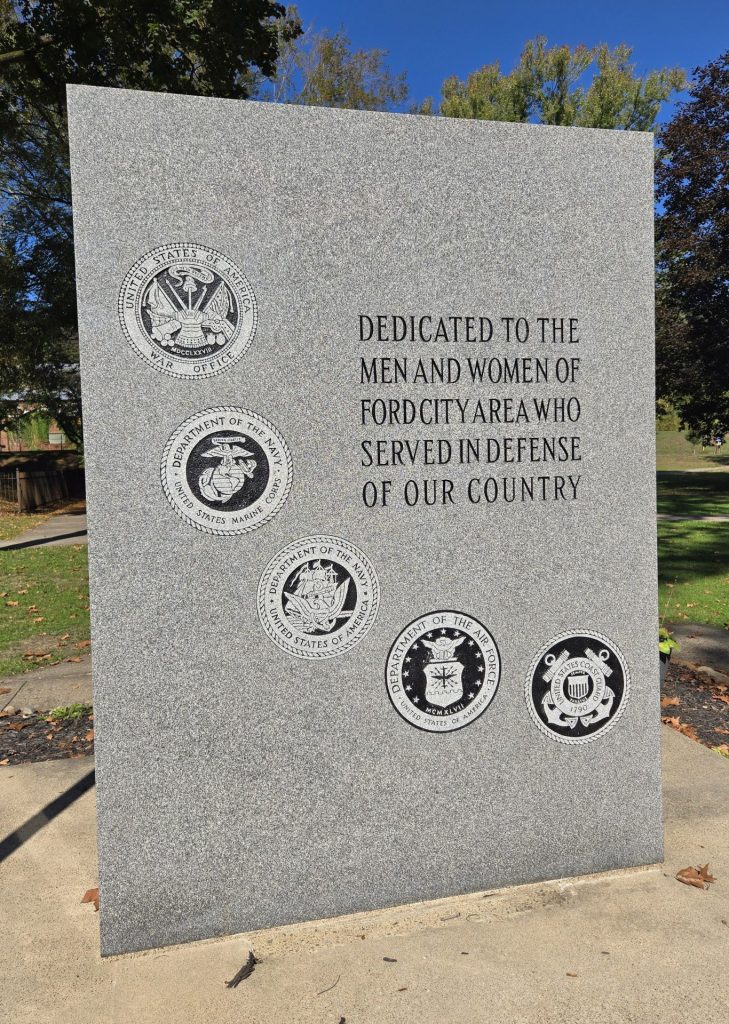 UNITED STATES OF AMERICA
MDCCLXXVIII
WAR OFFICE
DEDICATED TO THE
MEN AND WOMEN OF
FORD CITY AREA WHO
SERVED IN DEFENSE
OF OUR COUNTRY
DEPARTMENT OF THE NAVY
UNITED STATES MARINE CORPS
DEPARTMENT OF THE NAVY
UNITED STATES OF AMERICA
DEPARTMENT OF THE AIR FORCE
MCMXLVII
UNITED STATES OF AMERICA
UNITED STATES COAST GUARD
1790